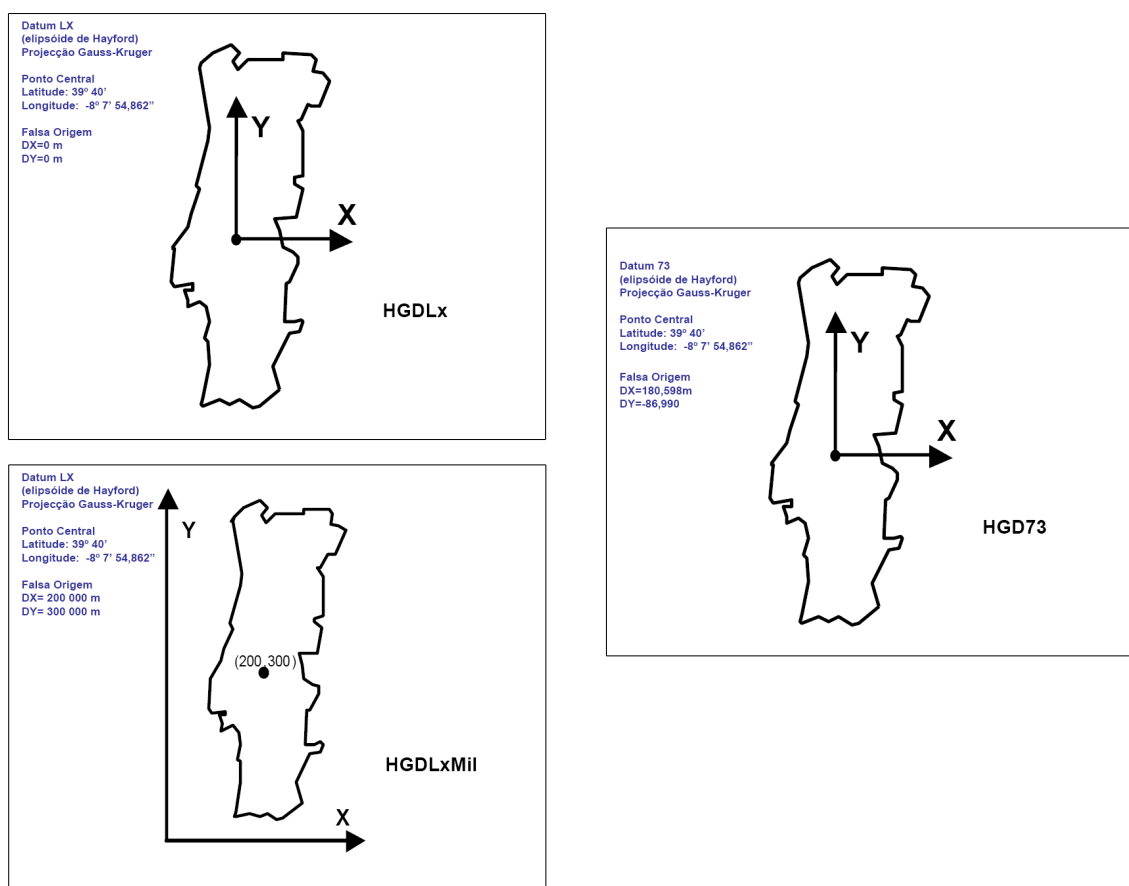 Datum LX
(elipsóide de Hayford)
Projecção Gauss-Kruger
Ponto Central
Latitude: 39º 40'
Longitude: -8º 7' 54,862”
Falsa Origem
DX=0 m
DY=0 m
Y
X
HGDLx
Datum LX
(elipsóide de Hayford)
Projecção Gauss-Kruger
Ponto Central
Latitude: 39º 40'
Longitude: -8º 7' 54,862”
Falsa Origem
DX= 200 000 m
DY= 300 000 m
Y
(200,300)
HGDLxMil
X
Datum 73
(elipsóide de Hayford)
Projecção Gauss-Kruger
Ponto Central
Latitude: 39º 40'
Longitude: -8º 7' 54,862”
Falsa Origem
DX=180,598m
DY=-86,990
Y
X
HGD73